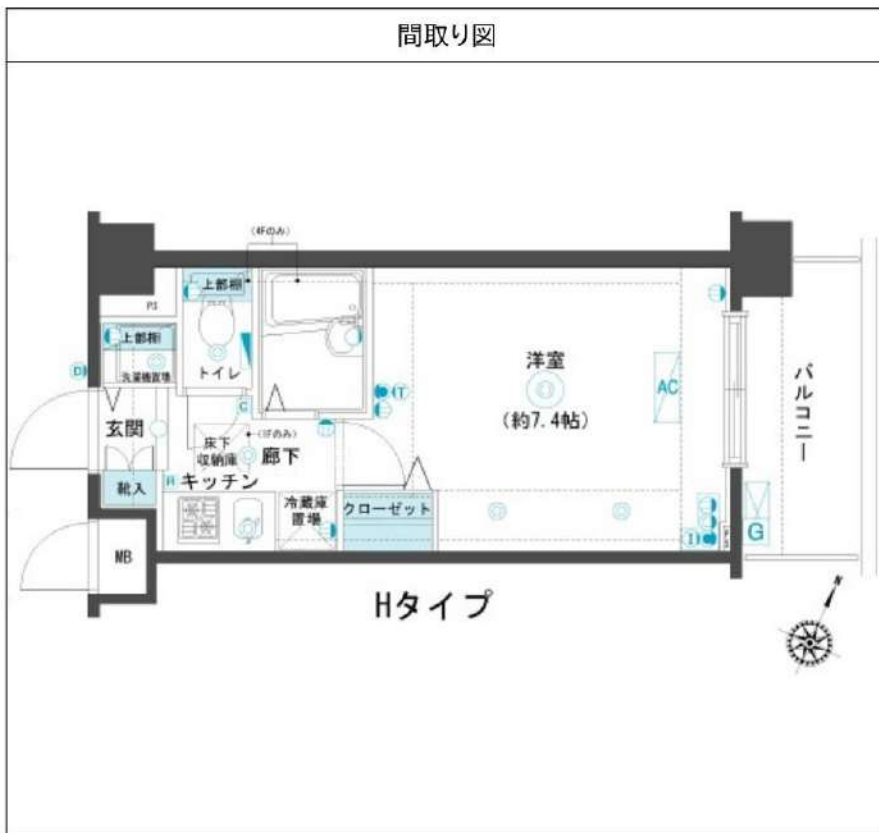 間取り図
(4Fのみ)
上部棚
PS
上部棚
洗濯機置場
トイレ
D
T
洋室
(約7.4帖)
AC
バルコニー
玄関
C
床下
収納庫
(1Fのみ)
廊下
R
キッチン
靴入
冷蔵庫
置場
クローゼット
I
G
MB
Hタイプ
N